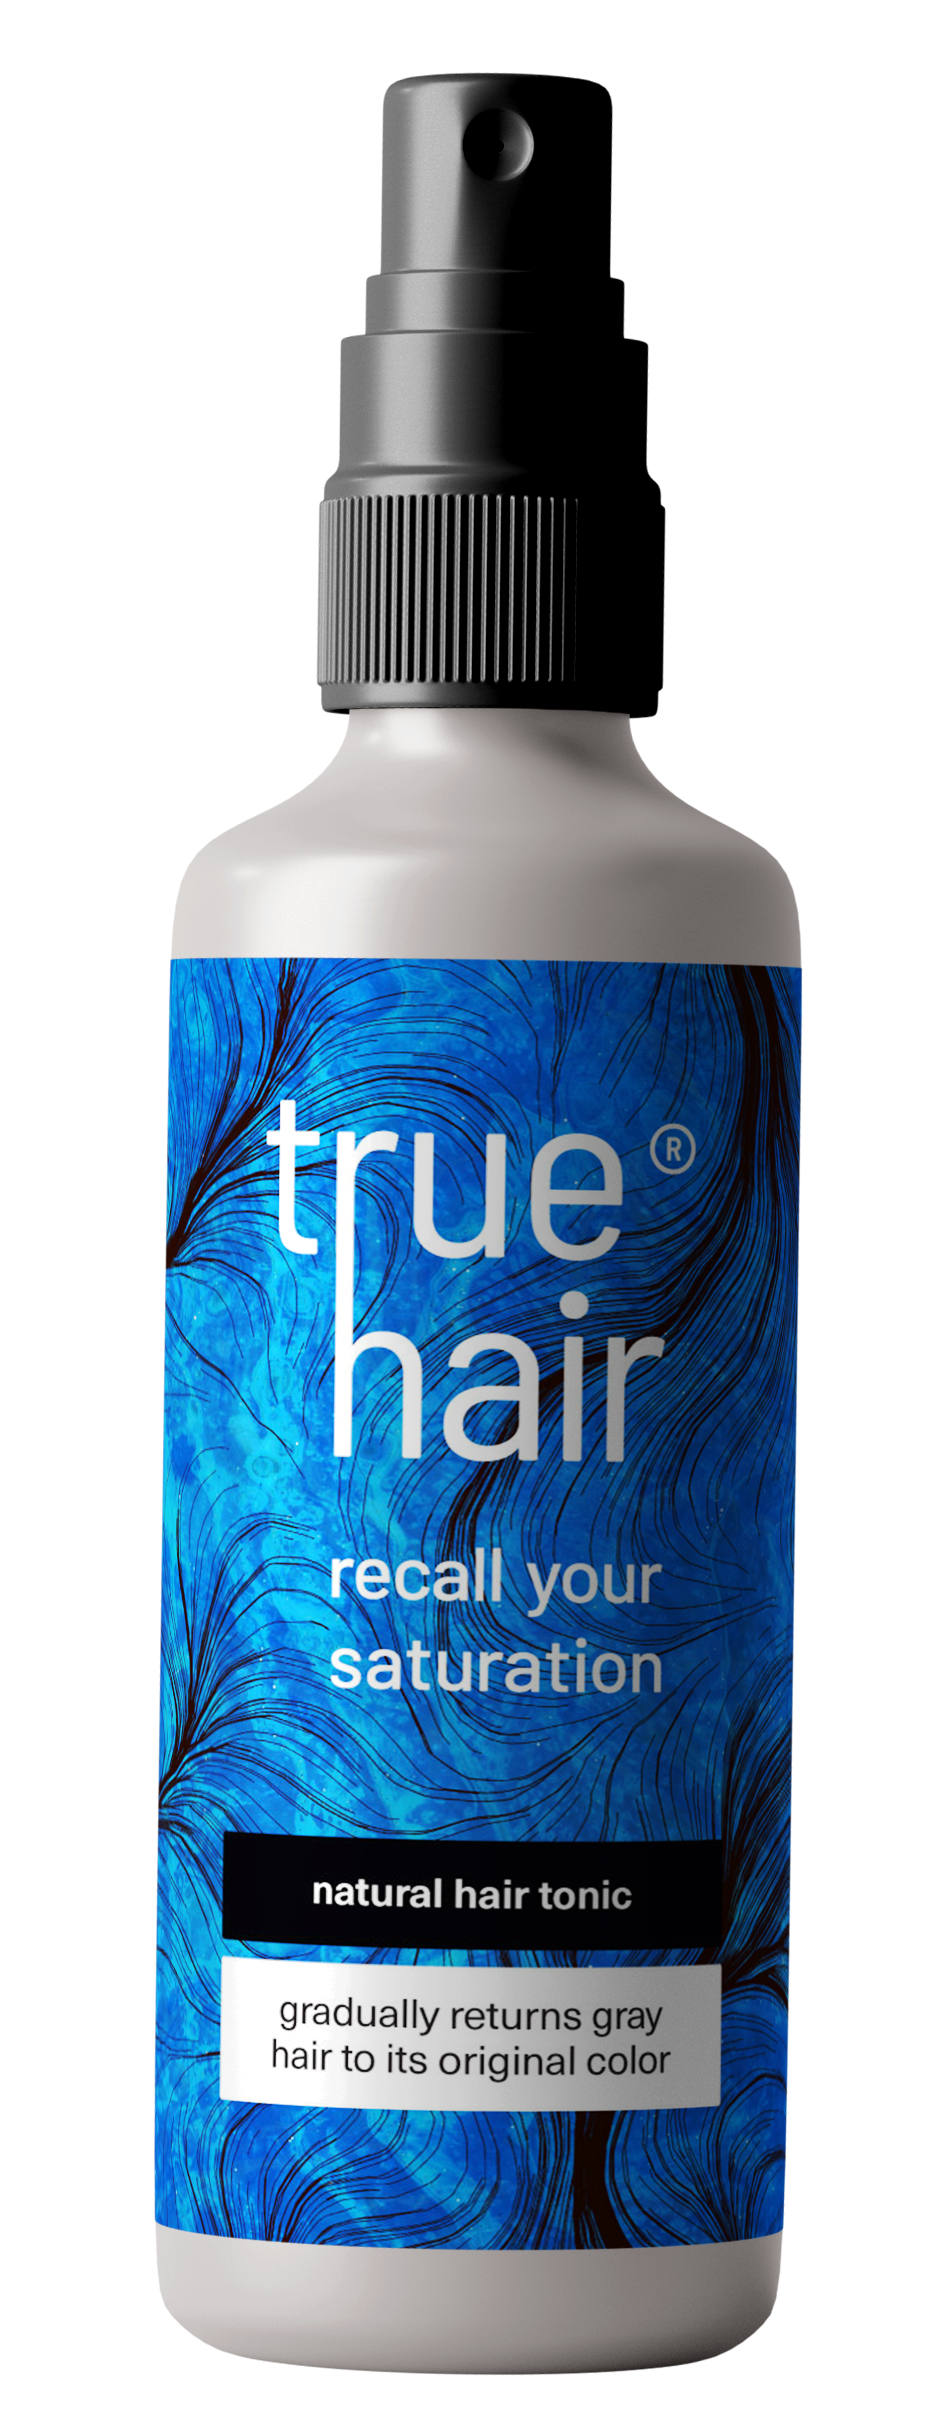 true ®
hair
recall your
saturation
natural hair tonic
gradually returns gray
hair to its original color